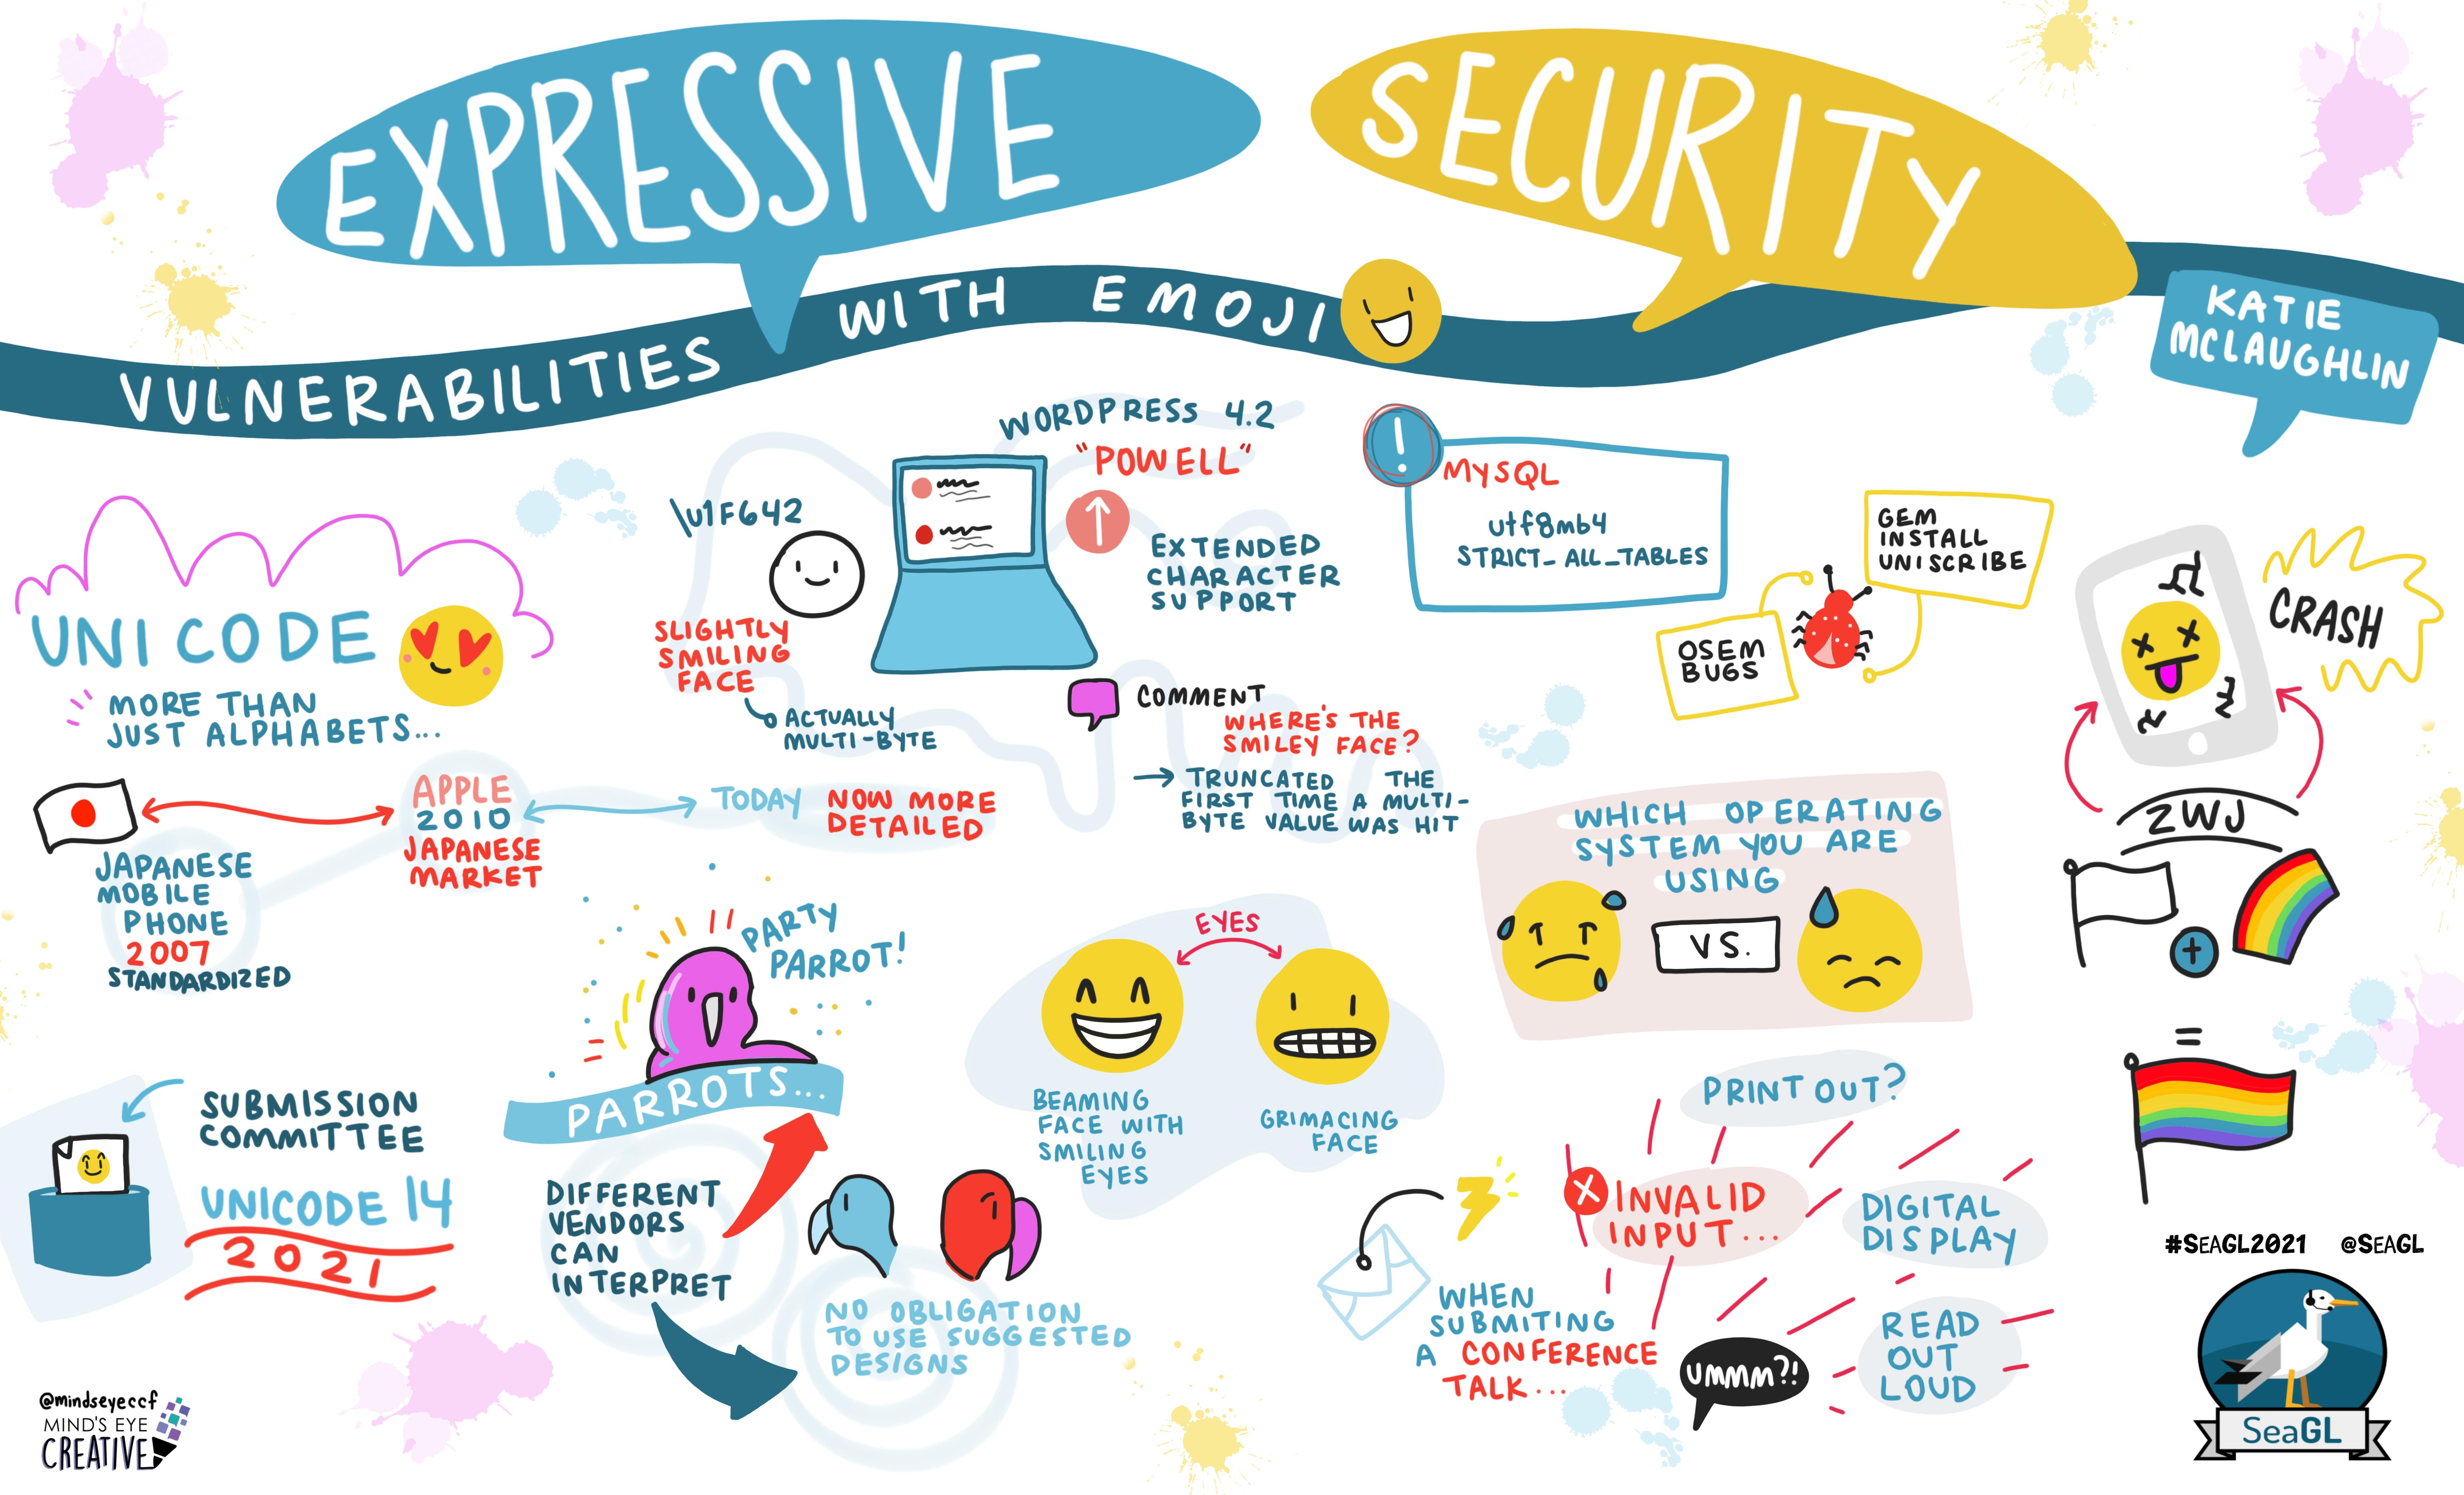 EXPRESSIVE
SECURITY
VULNERABILITIES WITH EMOJI
KATIE
MCLAUGHLIN
UNICODE
MORE THAN
JUST ALPHABETS...
JAPANESE
MOBILE
PHONE
2007
STANDARDIZED
APPLE
2010
JAPANESE
MARKET
TODAY
NOW MORE
DETAILED
\u1F642
SLIGHTLY
SMILING
FACE
ACTUALLY
MULTI-BYTE
WORDPRESS 4.2
"POWELL"
EXTENDED
CHARACTER
SUPPORT
COMMENT
WHERE'S THE
SMILEY FACE?
TRUNCATED THE
FIRST TIME A MULTI-
BYTE VALUE WAS HIT
!
MYSQL
utf8mb4
STRICT_ALL_TABLES
GEM
INSTALL
UNISCRIBE
OSEM
BUGS
CRASH
ZWJ
+
=
SUBMISSION
COMMITTEE
UNICODE 14
2021
PARTY
PARROT!
PARROTS...
DIFFERENT
VENDORS
CAN
INTERPRET
NO OBLIGATION
TO USE SUGGESTED
DESIGNS
EYES
BEAMING
FACE WITH
SMILING
EYES
GRIMACING
FACE
WHICH OPERATING
SYSTEM YOU ARE
USING
VS.
PRINT OUT?
INVALID
INPUT...
DIGITAL
DISPLAY
WHEN
SUBMITING
A CONFERENCE
TALK...
UMMM?!
READ
OUT
LOUD
#SEAGL2021 @SEAGL
SeaGL
@mindseyeccf
MIND'S EYE
CREATIVE